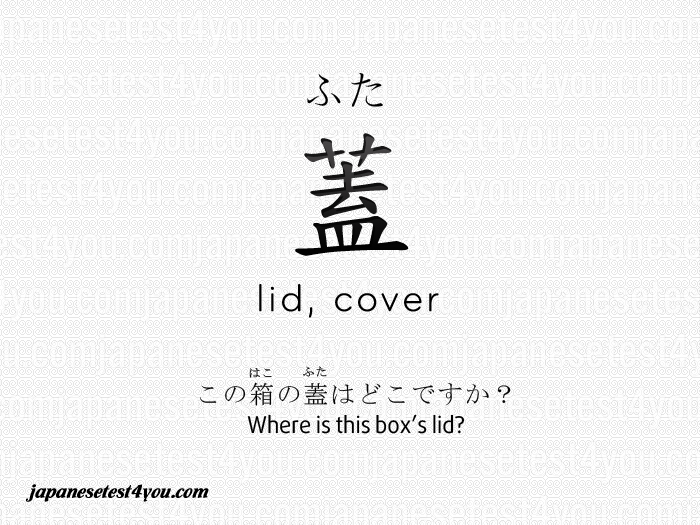 ふた
蓋
lid, cover
はこ ふた
この箱の蓋はどこですか？
Where is this box's lid?
japanesetest4you.com